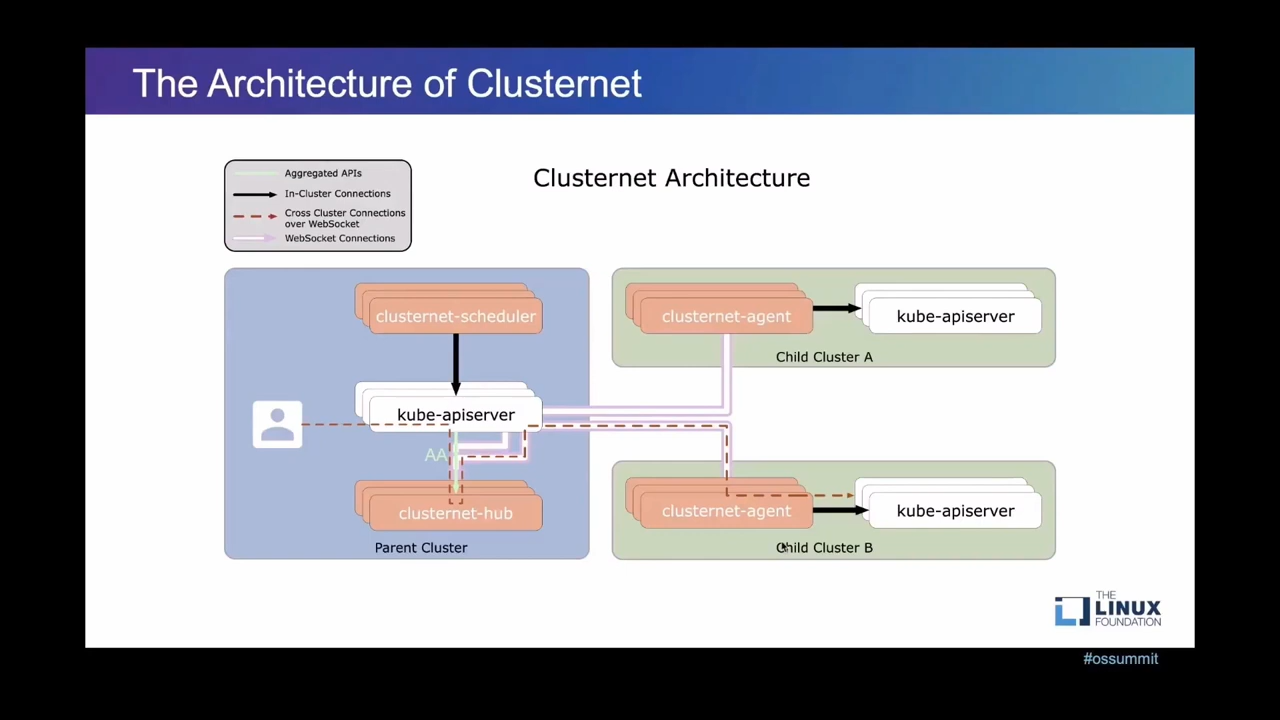 The Architecture of Clusternet
Clusternet Architecture
Aggregated APIs
In-Cluster Connections
Cross Cluster Connections
over WebSocket
WebSocket Connections
clusternet-scheduler
kube-apiserver
AA
clusternet-hub
Parent Cluster
clusternet-agent
kube-apiserver
Child Cluster A
clusternet-agent
kube-apiserver
Child Cluster B
THE
LINUX
FOUNDATION
#ossummit